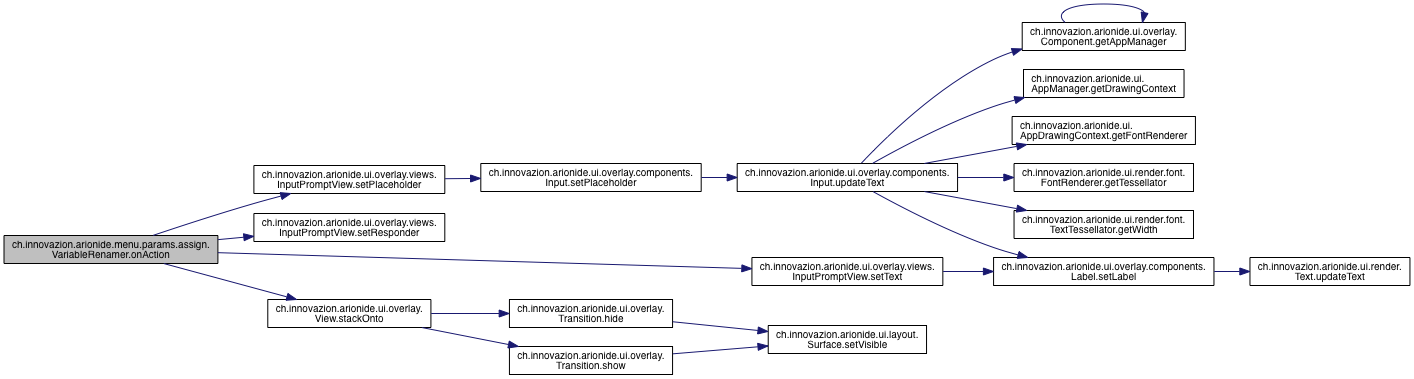 ch.innovazion.arionide.menu.params.assign.
VariableRenamer.onAction
ch.innovazion.arionide.ui.overlay.views.
InputPromptView.setPlaceholder
ch.innovazion.arionide.ui.overlay.views.
InputPromptView.setResponder
ch.innovazion.arionide.ui.overlay.
View.stackOnto
ch.innovazion.arionide.ui.overlay.components.
Input.setPlaceholder
ch.innovazion.arionide.ui.overlay.
Transition.hide
ch.innovazion.arionide.ui.overlay.
Transition.show
ch.innovazion.arionide.ui.overlay.components.
Input.updateText
ch.innovazion.arionide.ui.overlay.views.
InputPromptView.setText
ch.innovazion.arionide.ui.layout.
Surface.setVisible
ch.innovazion.arionide.ui.overlay.
Component.getAppManager
ch.innovazion.arionide.ui.
AppManager.getDrawingContext
ch.innovazion.arionide.ui.
AppDrawingContext.getFontRenderer
ch.innovazion.arionide.ui.render.font.
FontRenderer.getTessellator
ch.innovazion.arionide.ui.render.font.
TextTessellator.getWidth
ch.innovazion.arionide.ui.overlay.components.
Label.setLabel
ch.innovazion.arionide.ui.render.
Text.updateText